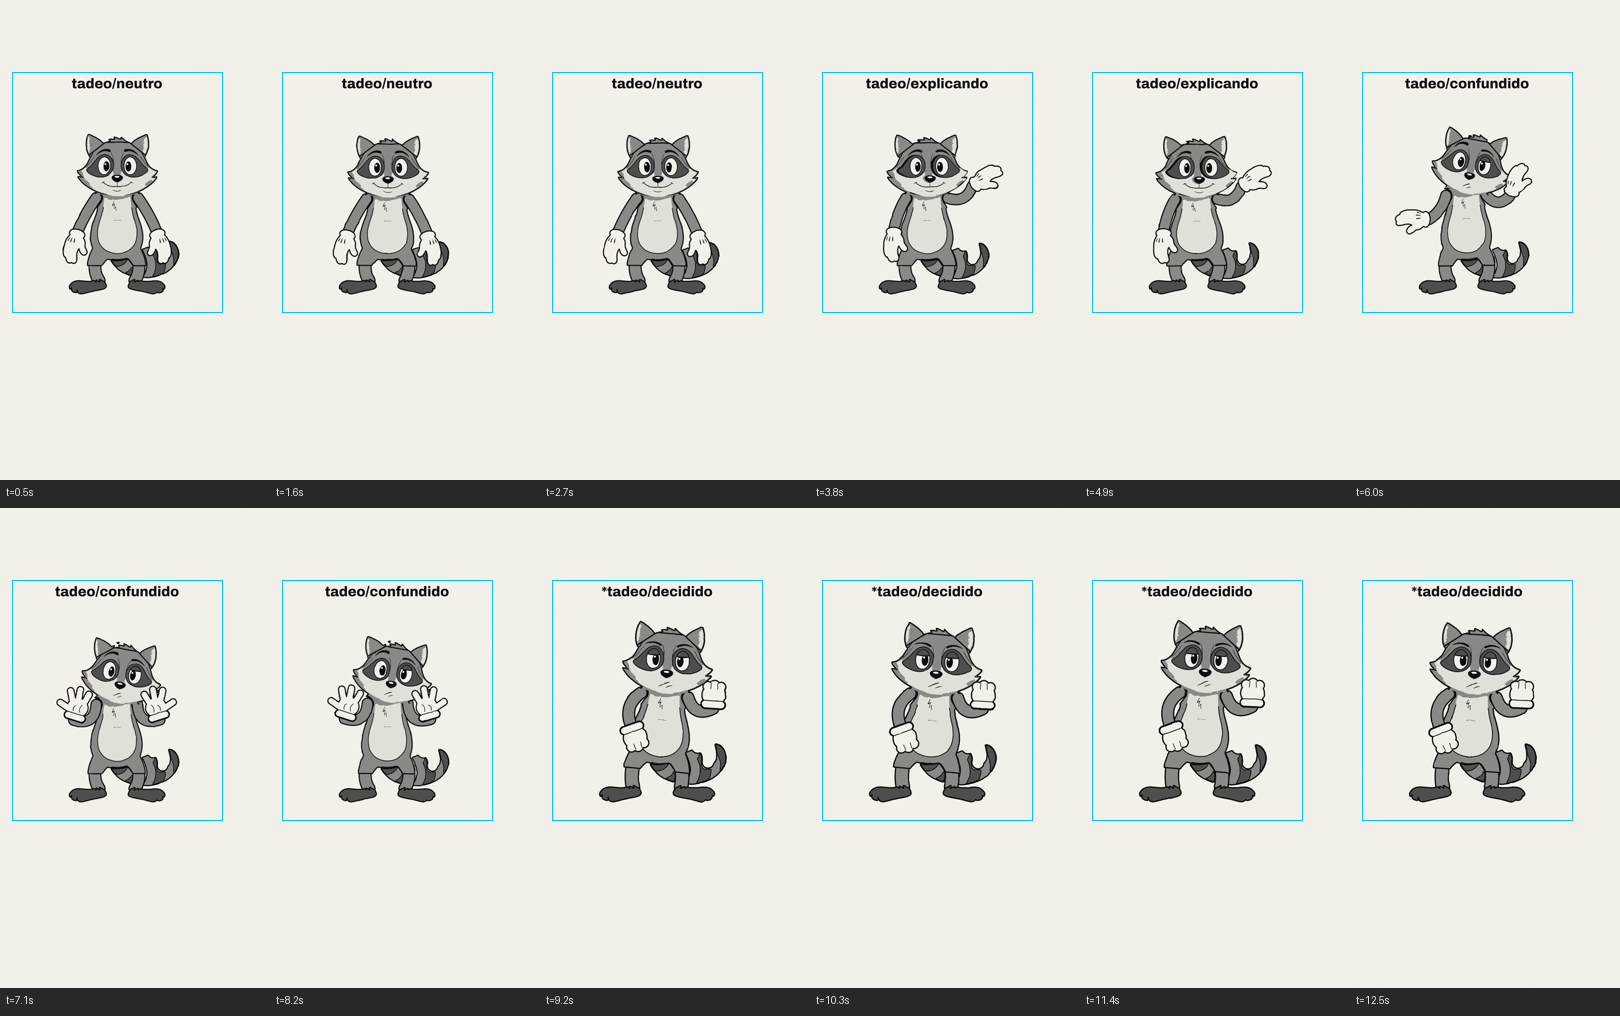 tadeo/neutro
tadeo/neutro
tadeo/neutro
tadeo/explicando
tadeo/explicando
tadeo/confundido
t=0.5s
t=1.6s
t=2.7s
t=3.8s
t=4.9s
t=6.0s
tadeo/confundido
tadeo/confundido
*tadeo/decidido
*tadeo/decidido
*tadeo/decidido
*tadeo/decidido
t=7.1s
t=8.2s
t=9.2s
t=10.3s
t=11.4s
t=12.5s